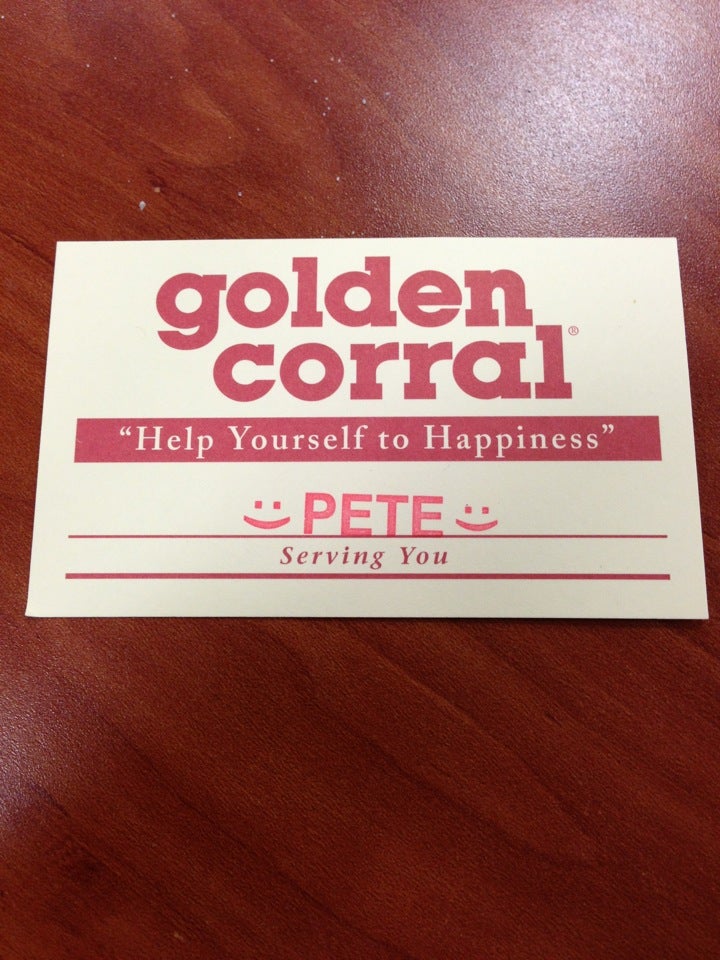 golden
corral®
“Help Yourself to Happiness”
PETE
Serving You